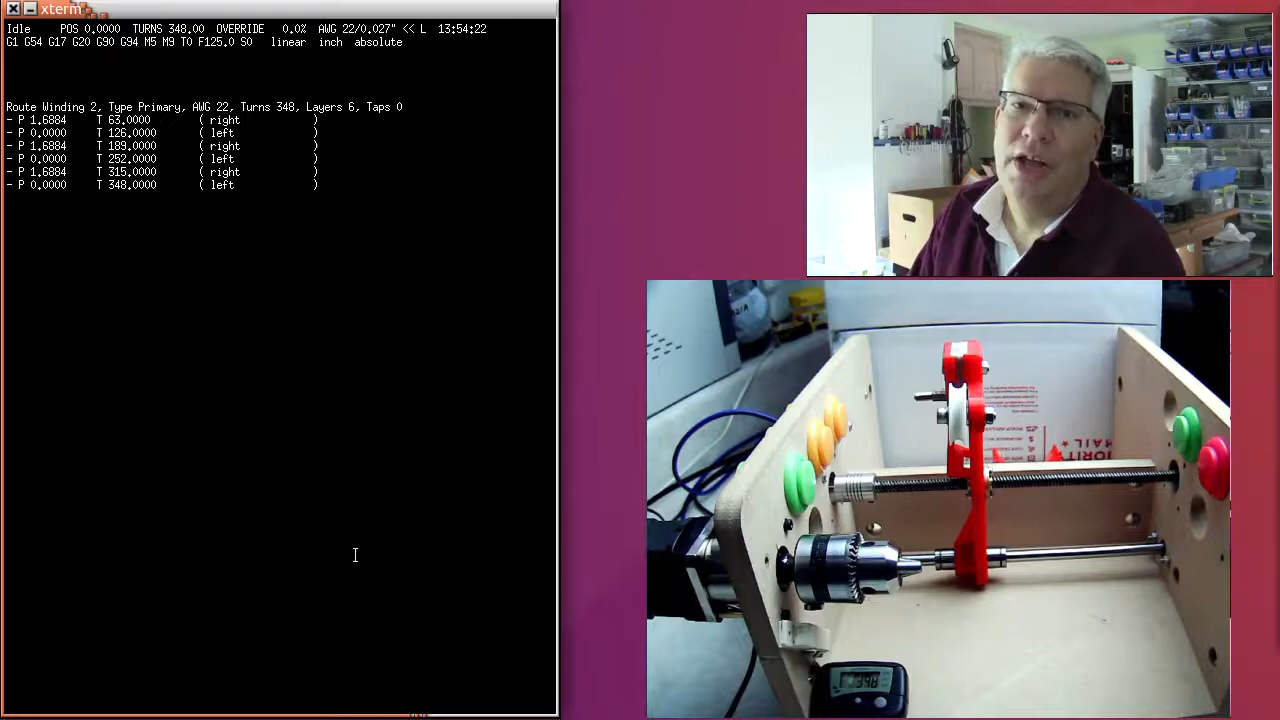 xterm
Idle POS 0.0000 TURNS 348.00 OVERRIDE 0.0% AWG 22/0.027" << L 13:54:22
G1 G54 G17 G20 G90 G94 M5 M9 T0 F125.0 S0 linear inch absolute
Route Winding 2, Type Primary, AWG 22, Turns 348, Layers 6, Taps 0
- P 1.6884 T 63.0000 ( right )
- P 0.0000 T 126.0000 ( left )
- P 1.6884 T 189.0000 ( right )
- P 0.0000 T 252.0000 ( left )
- P 1.6884 T 315.0000 ( right )
- P 0.0000 T 348.0000 ( left )
348